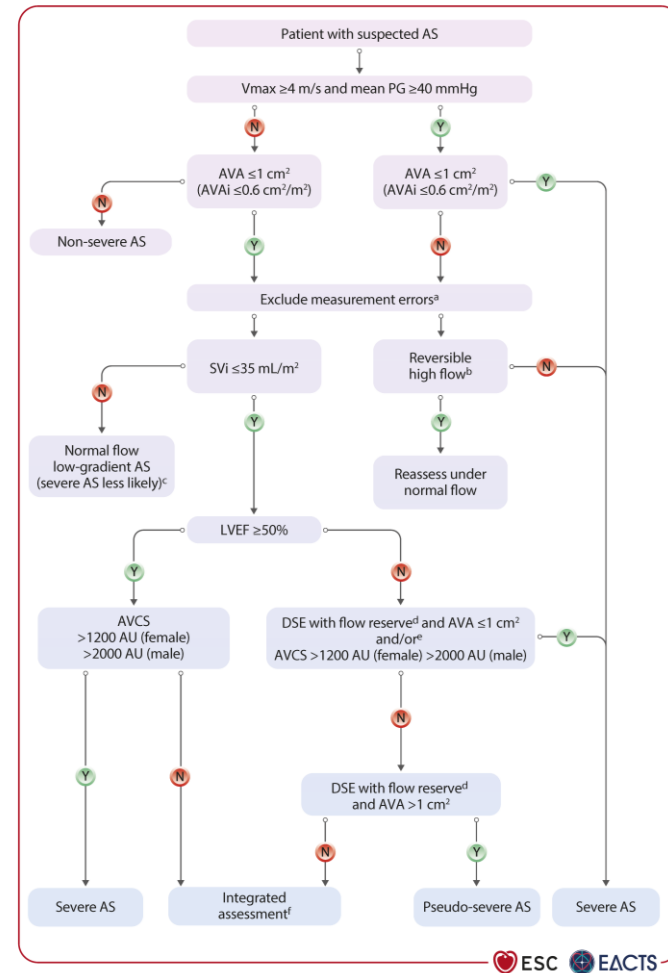 Patient with suspected AS
Vmax ≥4 m/s and mean PG ≥40 mmHg
N
Y
AVA ≤1 cm²
(AVAi ≤0.6 cm²/m²)
AVA ≤1 cm²
(AVAi ≤0.6 cm²/m²)
Y
N
Non-severe AS
Y
N
Exclude measurement errorsᵃ
SVi ≤35 mL/m²
Reversible
high flowᵇ
N
N
Y
Y
Normal flow
low-gradient AS
(severe AS less likely)ᶜ
Reassess under
normal flow
LVEF ≥50%
Y
N
AVCS
>1200 AU (female)
>2000 AU (male)
DSE with flow reserveᵈ and AVA ≤1 cm²
and/orᵉ
AVCS >1200 AU (female) >2000 AU (male)
Y
N
Y
N
DSE with flow reserveᵈ
and AVA >1 cm²
N
Y
Severe AS
Integrated
assessmentᶠ
Pseudo-severe AS
Severe AS
ESC
EACTS